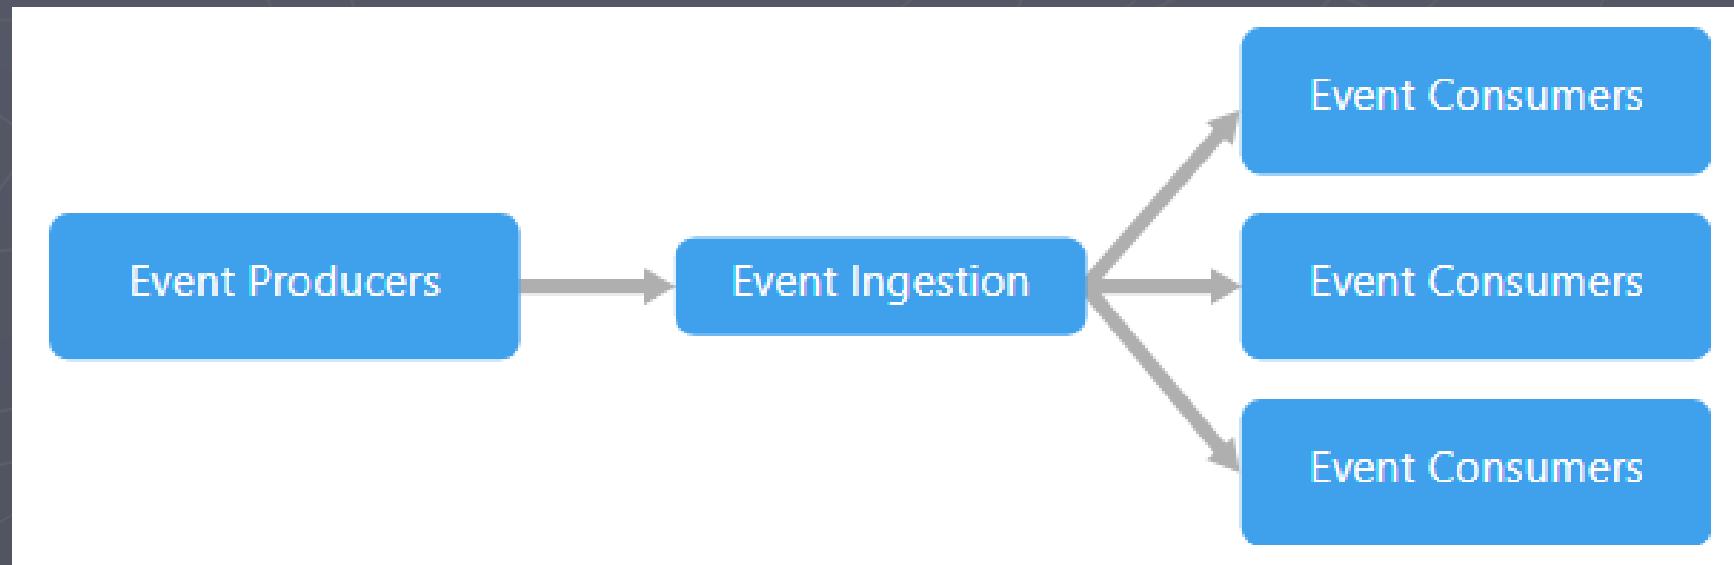 Event Producers
Event Ingestion
Event Consumers
Event Consumers
Event Consumers